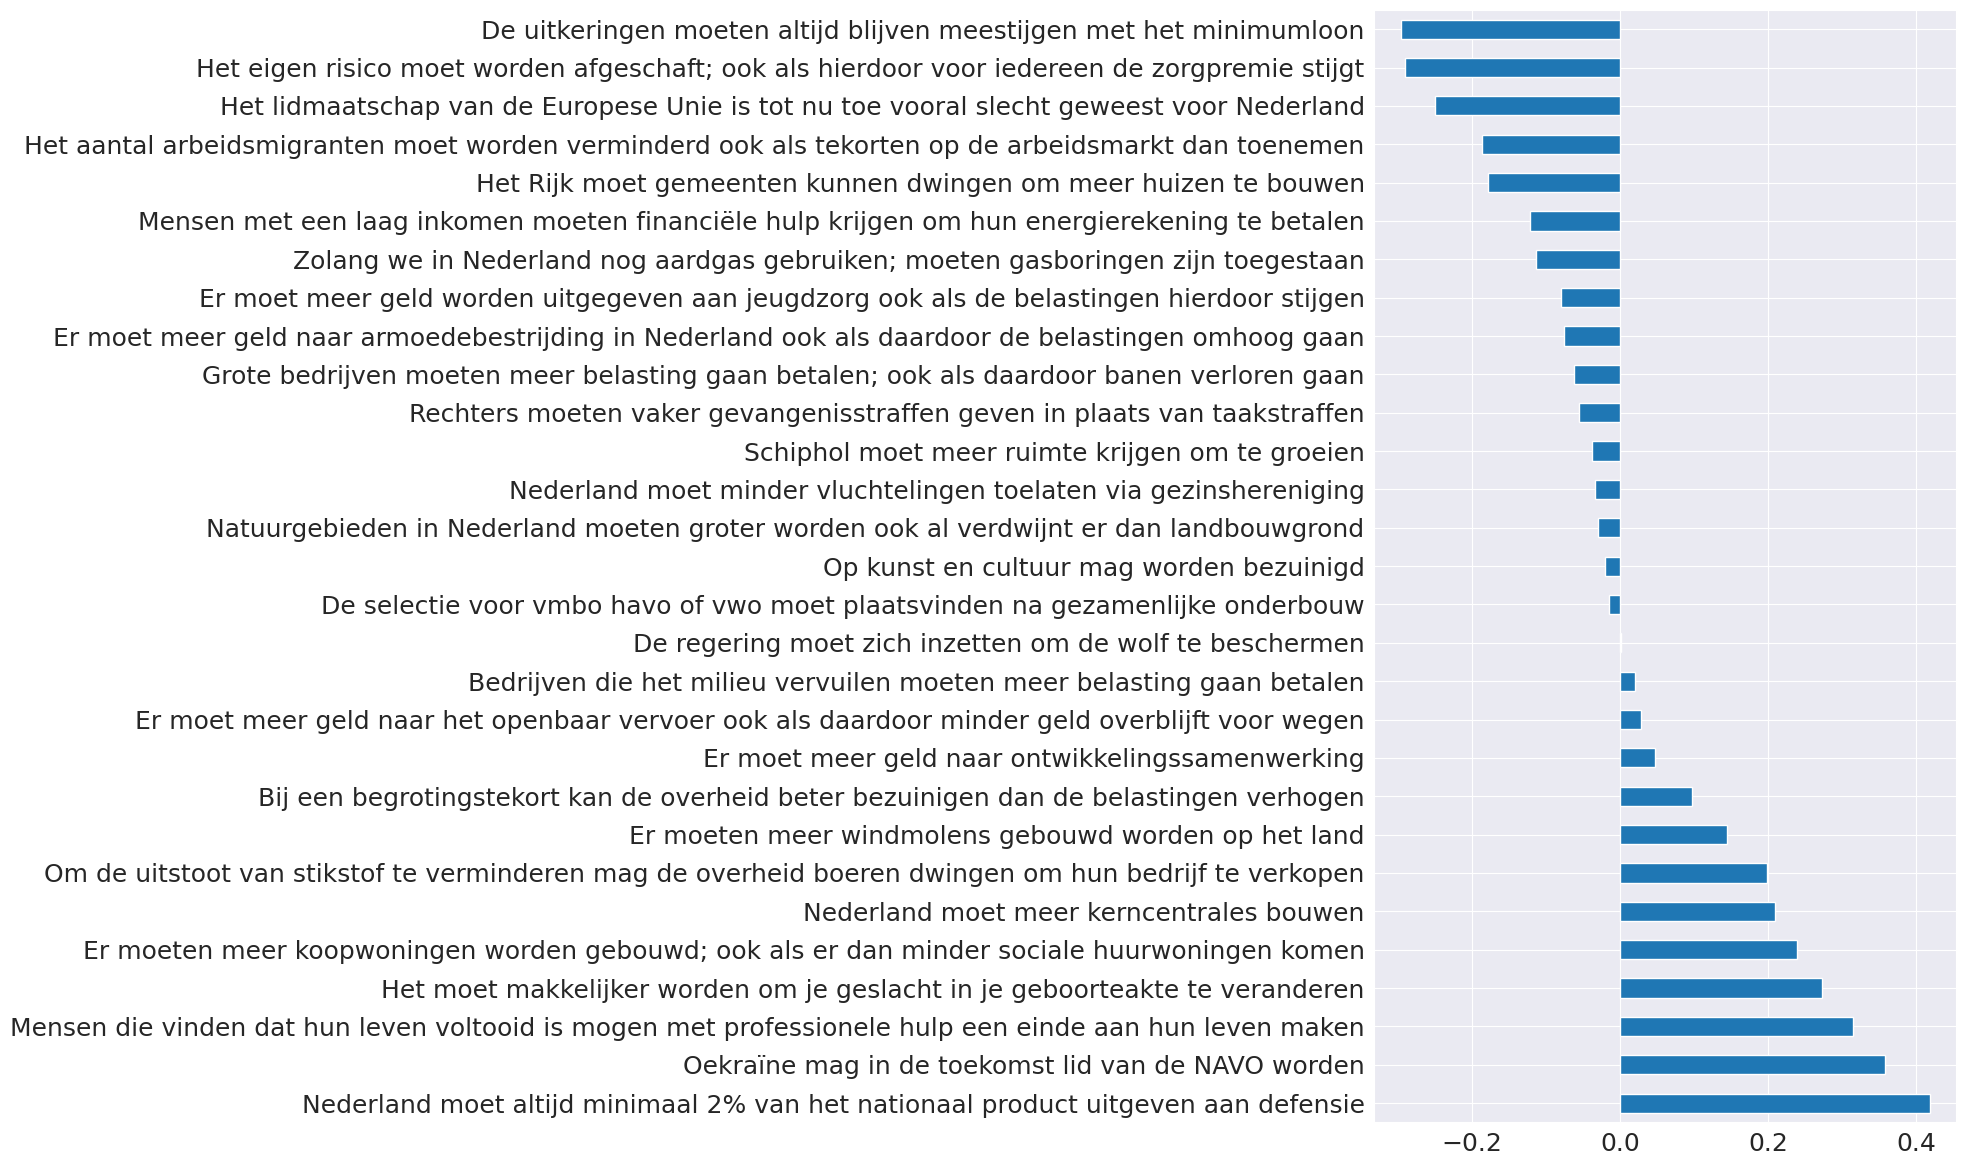 De uitkeringen moeten altijd blijven meestijgen met het minimumloon
Het eigen risico moet worden afgeschaft; ook als hierdoor voor iedereen de zorgpremie stijgt
Het lidmaatschap van de Europese Unie is tot nu toe vooral slecht geweest voor Nederland
Het aantal arbeidsmigranten moet worden verminderd ook als tekorten op de arbeidsmarkt dan toenemen
Het Rijk moet gemeenten kunnen dwingen om meer huizen te bouwen
Mensen met een laag inkomen moeten financiële hulp krijgen om hun energierekening te betalen
Zolang we in Nederland nog aardgas gebruiken; moeten gasboringen zijn toegestaan
Er moet meer geld worden uitgegeven aan jeugdzorg ook als de belastingen hierdoor stijgen
Er moet meer geld naar armoedebestrijding in Nederland ook als daardoor de belastingen omhoog gaan
Grote bedrijven moeten meer belasting gaan betalen; ook als daardoor banen verloren gaan
Rechters moeten vaker gevangenisstraffen geven in plaats van taakstraffen
Schiphol moet meer ruimte krijgen om te groeien
Nederland moet minder vluchtelingen toelaten via gezinshereniging
Natuurgebieden in Nederland moeten groter worden ook al verdwijnt er dan landbouwgrond
Op kunst en cultuur mag worden bezuinigd
De selectie voor vmbo havo of vwo moet plaatsvinden na gezamenlijke onderbouw
De regering moet zich inzetten om de wolf te beschermen
Bedrijven die het milieu vervuilen moeten meer belasting gaan betalen
Er moet meer geld naar het openbaar vervoer ook als daardoor minder geld overblijft voor wegen
Er moet meer geld naar ontwikkelingssamenwerking
Bij een begrotingstekort kan de overheid beter bezuinigen dan de belastingen verhogen
Er moeten meer windmolens gebouwd worden op het land
Om de uitstoot van stikstof te verminderen mag de overheid boeren dwingen om hun bedrijf te verkopen
Nederland moet meer kerncentrales bouwen
Er moeten meer koopwoningen worden gebouwd; ook als er dan minder sociale huurwoningen komen
Het moet makkelijker worden om je geslacht in je geboorteakte te veranderen
Mensen die vinden dat hun leven voltooid is mogen met professionele hulp een einde aan hun leven maken
Oekraïne mag in de toekomst lid van de NAVO worden
Nederland moet altijd minimaal 2% van het nationaal product uitgeven aan defensie
−0.2 0.0 0.2 0.4